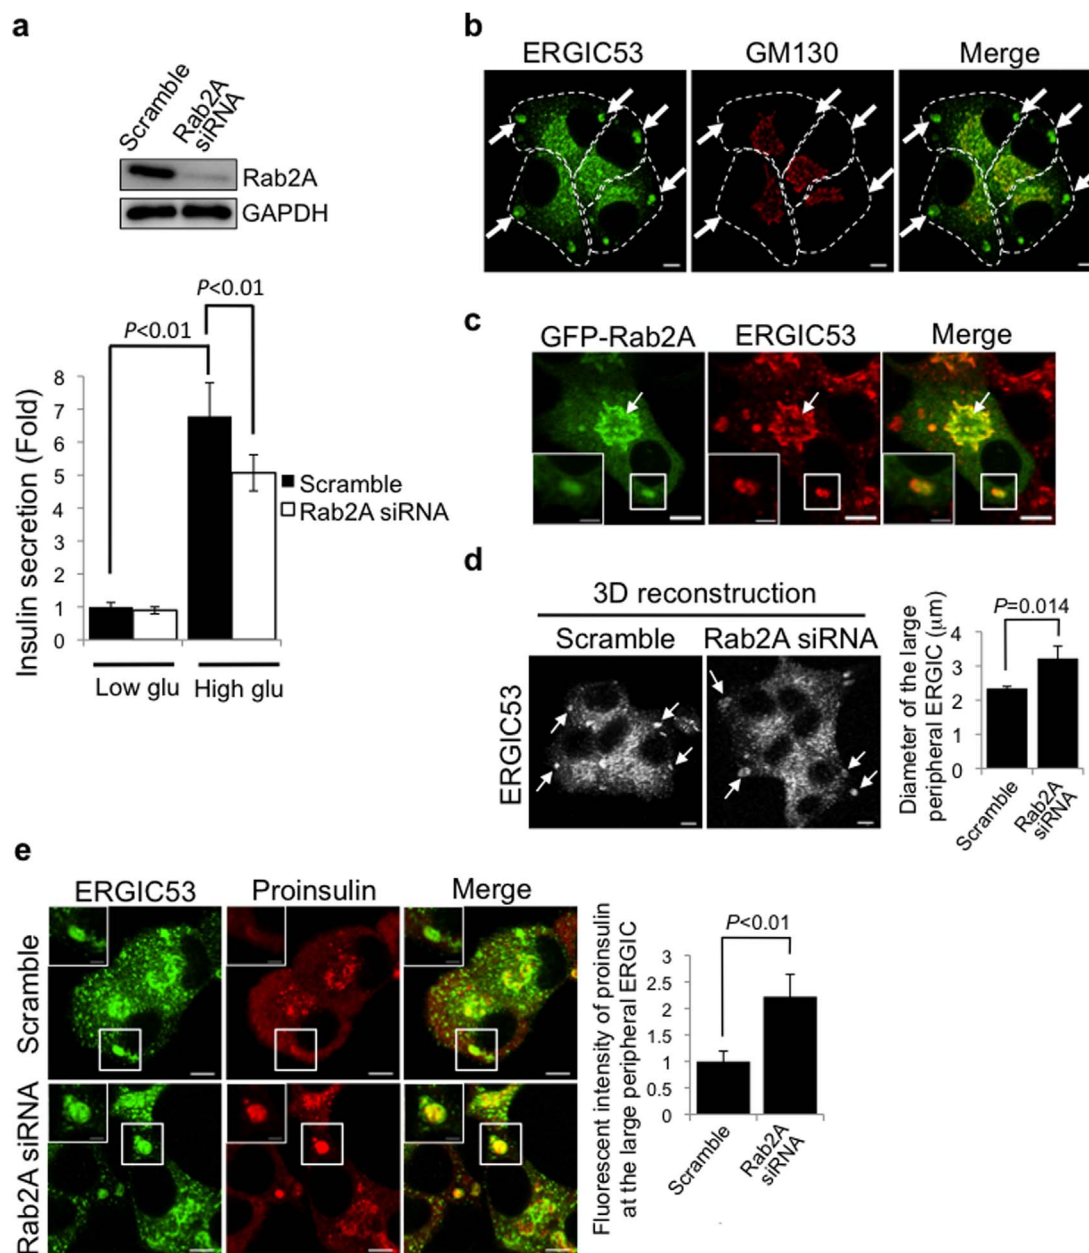 a
Scramble
Rab2A
siRNA
Rab2A
GAPDH
P<0.01
P<0.01
Insulin secretion (Fold)
8
7
6
5
4
3
2
1
0
Scramble
Rab2A siRNA
Low glu
High glu
b
ERGIC53
GM130
Merge
c
GFP-Rab2A
ERGIC53
Merge
d
3D reconstruction
Scramble
Rab2A siRNA
ERGIC53
P=0.014
Diameter of the large
peripheral ERGIC (μm)
4
3
2
1
0
Scramble
Rab2A
siRNA
e
ERGIC53
Proinsulin
Merge
Scramble
Rab2A siRNA
P<0.01
Fluorescent intensity of proinsulin
at the large peripheral ERGIC
3
2.5
2
1.5
1
0.5
0
Scramble
Rab2A
siRNA